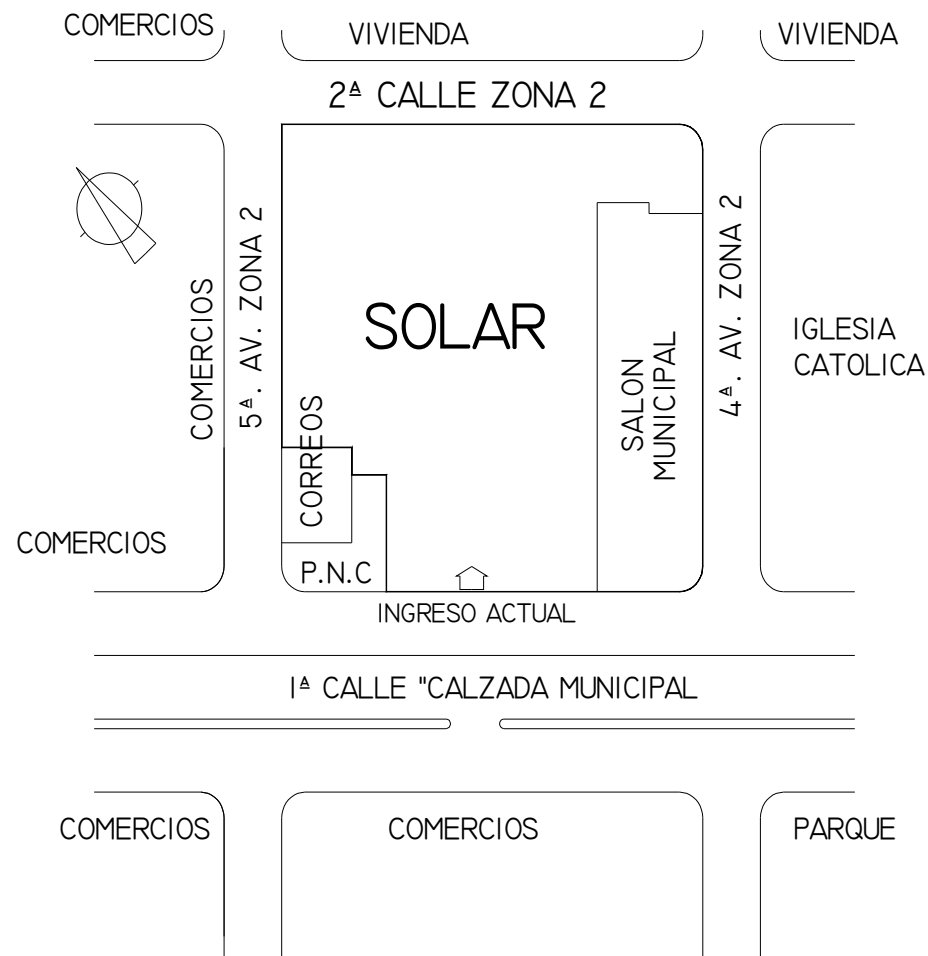 COMERCIOS
VIVIENDA
VIVIENDA
2ª CALLE ZONA 2
5ª. AV. ZONA 2
4ª. AV. ZONA 2
COMERCIOS
SOLAR
IGLESIA
CATOLICA
SALON
MUNICIPAL
CORREOS
COMERCIOS
P.N.C
INGRESO ACTUAL
1ª CALLE "CALZADA MUNICIPAL
COMERCIOS
COMERCIOS
PARQUE